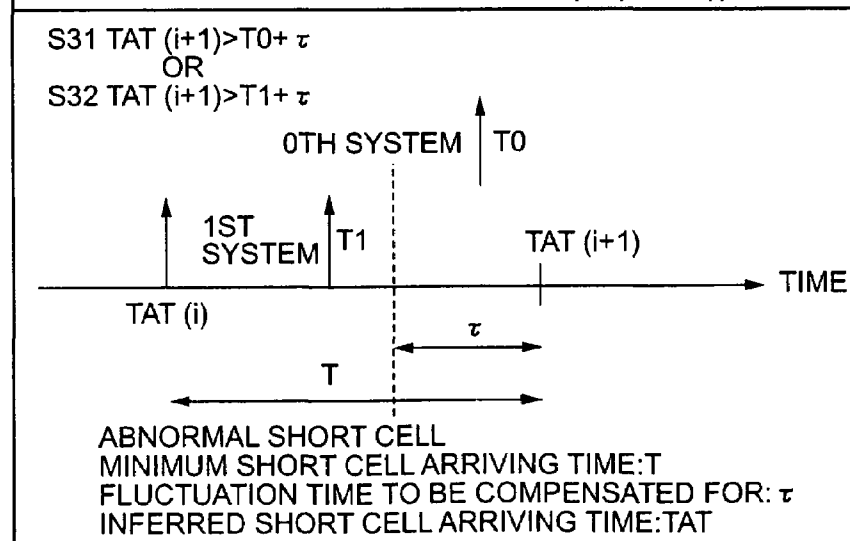 S31 TAT (i+1)>T0+ τ
OR
S32 TAT (i+1)>T1+ τ
0TH SYSTEM
T0
1ST
SYSTEM
T1
TAT (i+1)
TIME
TAT (i)
τ
T
ABNORMAL SHORT CELL
MINIMUM SHORT CELL ARRIVING TIME:T
FLUCTUATION TIME TO BE COMPENSATED FOR: τ
INFERRED SHORT CELL ARRIVING TIME:TAT